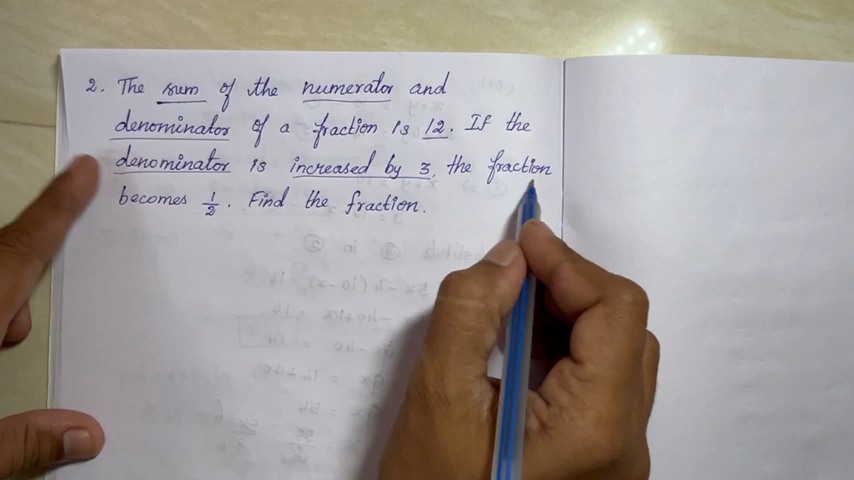 2. The sum of the numerator and
denominator of a fraction is 12. If the
denominator is increased by 3, the fraction
becomes 1/2. Find the fraction.